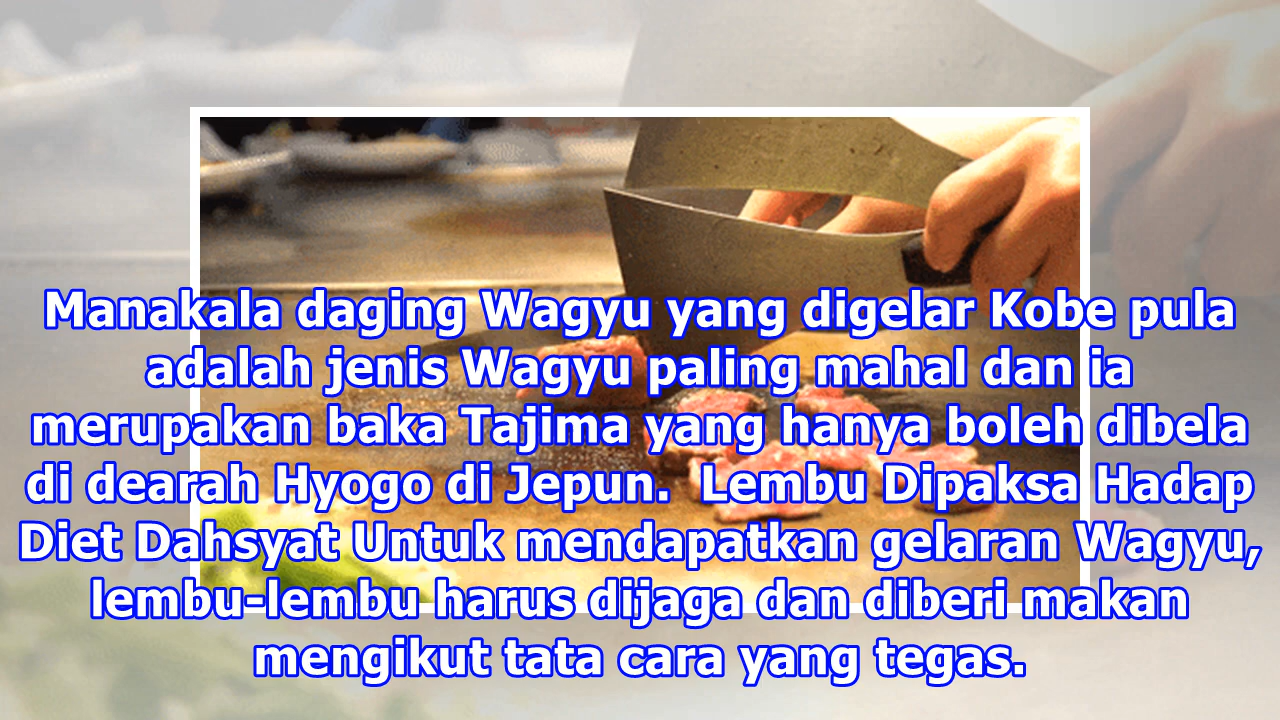 Manakala daging Wagyu yang digelar Kobe pula
adalah jenis Wagyu paling mahal dan ia
merupakan baka Tajima yang hanya boleh dibela
di dearah Hyogo di Jepun.  Lembu Dipaksa Hadap
Diet Dahsyat Untuk mendapatkan gelaran Wagyu,
lembu-lembu harus dijaga dan diberi makan
mengikut tata cara yang tegas.